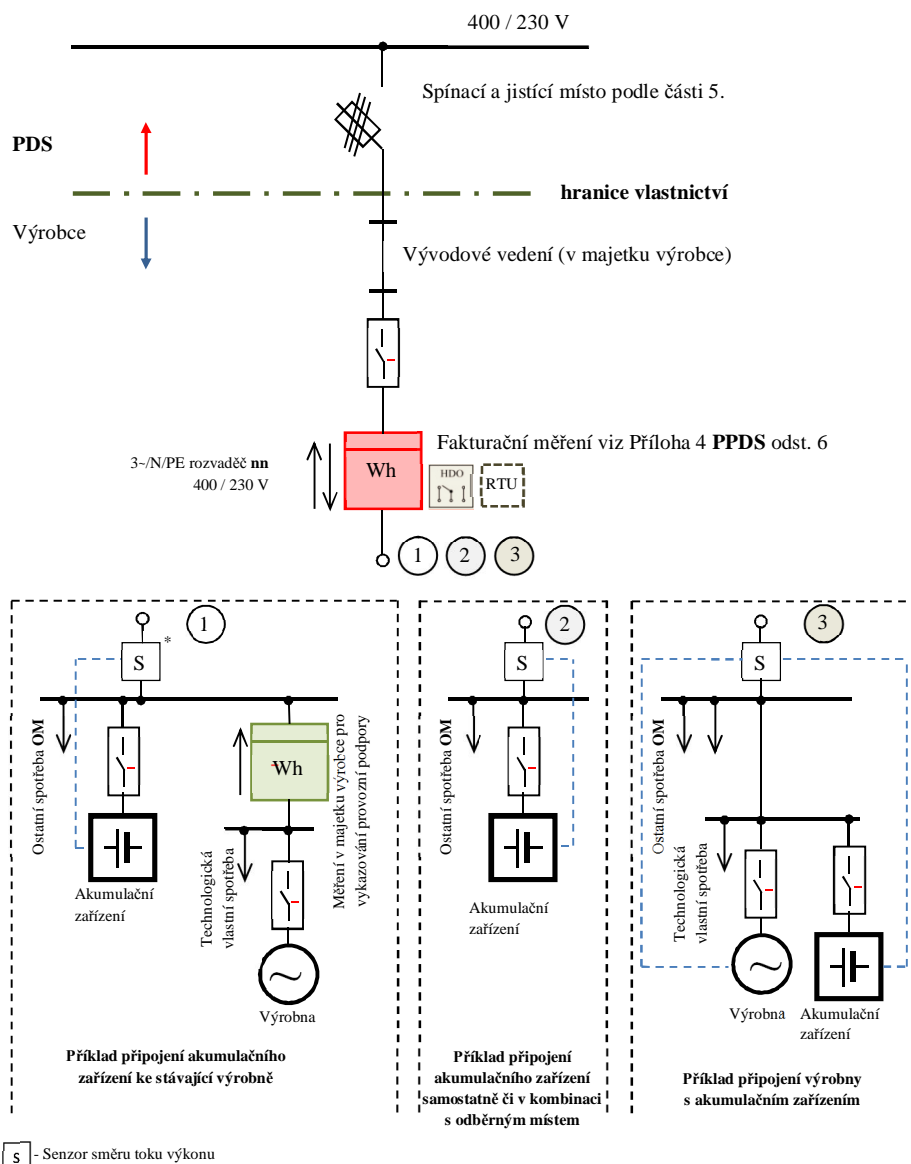 400 / 230 V
Spínací a jistící místo podle části 5.
PDS
hranice vlastnictví
Výrobce
Vývodové vedení (v majetku výrobce)
Fakturační měření viz Příloha 4 PPDS odst. 6
3~/N/PE rozvaděč nn
400 / 230 V
Wh
HDO
RTU
1
2
3
1
S
*
Ostatní spotřeba OM
Wh
Měření v majetku výrobce pro
vykazování provozní podpory
Akumulační
zařízení
Technologická
vlastní spotřeba
Výrobna
Příklad připojení akumulačního
zařízení ke stávající výrobně
2
S
Ostatní spotřeba OM
Akumulační
zařízení
Příklad připojení
akumulačního zařízení
samostatně či v kombinaci
s odběrným místem
3
S
Ostatní spotřeba OM
Technologická
vlastní spotřeba
Výrobna
Akumulační
zařízení
Příklad připojení výrobny
s akumulačním zařízením
S - Senzor směru toku výkonu